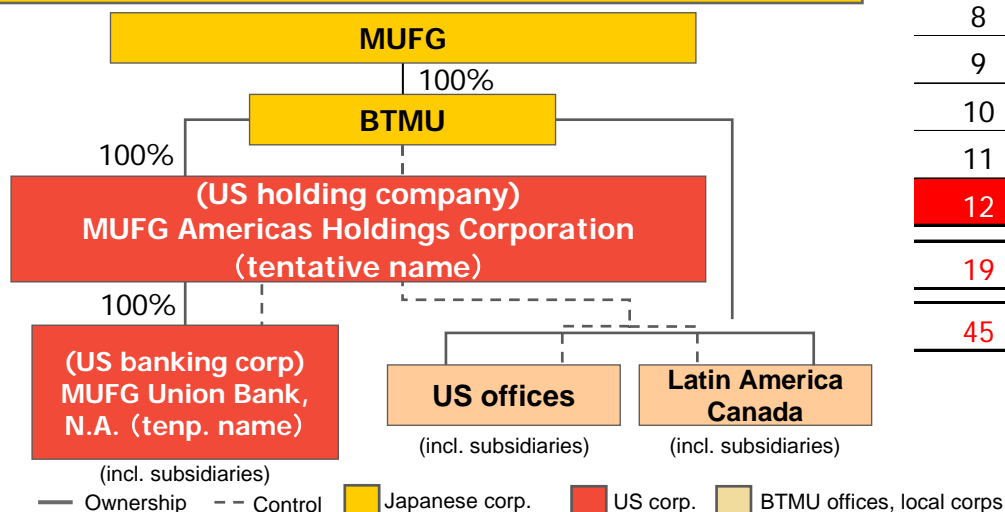 MUFG
100%
BTMU
100%
(US holding company)
MUFG Americas Holdings Corporation
（tentative name）
100%
(US banking corp)
MUFG Union Bank,
N.A.（tenp. name）
(incl. subsidiaries)
US offices
(incl. subsidiaries)
Latin America
Canada
(incl. subsidiaries)
Ownership
Control
Japanese corp.
US corp.
BTMU offices, local corps
8
9
10
11
12
19
45